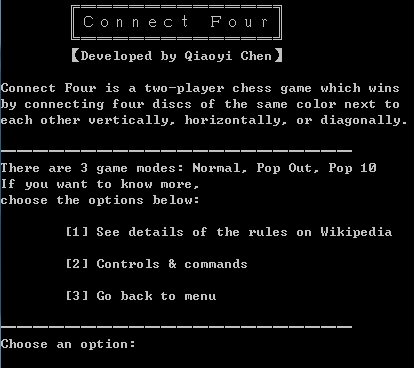 Connect Four
【Developed by Qiaoyi Chen】
Connect Four is a two-player chess game which wins
by connecting four discs of the same color next to
each other vertically, horizontally, or diagonally.
There are 3 game modes: Normal, Pop Out, Pop 10
If you want to know more,
choose the options below:
[1] See details of the rules on Wikipedia
[2] Controls & commands
[3] Go back to menu
Choose an option: